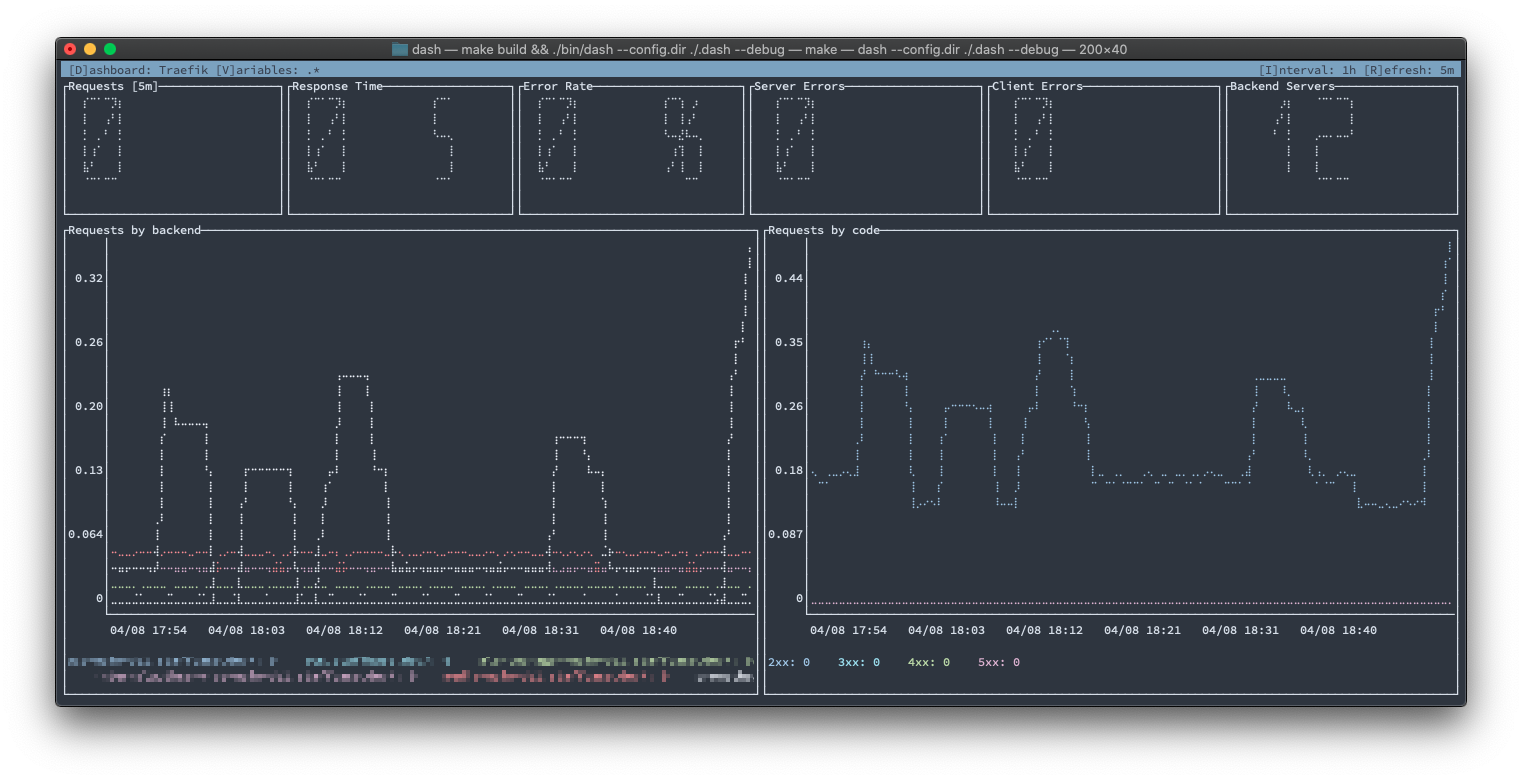 dash — make build && ./bin/dash --config.dir ./.dash --debug — make — dash --config.dir ./.dash --debug — 200×40
[D]ashboard: Traefik [V]ariables: .* [I]nterval: 1h [R]efresh: 5m
Requests [5m] Response Time Error Rate Server Errors Client Errors Backend Servers
0 0 s 0 % 0 0 12
Requests by backend
0.32
0.26
0.20
0.13
0.064
0
04/08 17:54 04/08 18:03 04/08 18:12 04/08 18:21 04/08 18:31 04/08 18:40
Requests by code
0.44
0.35
0.26
0.18
0.087
0
04/08 17:54 04/08 18:03 04/08 18:12 04/08 18:21 04/08 18:31 04/08 18:40
2xx: 0 3xx: 0 4xx: 0 5xx: 0